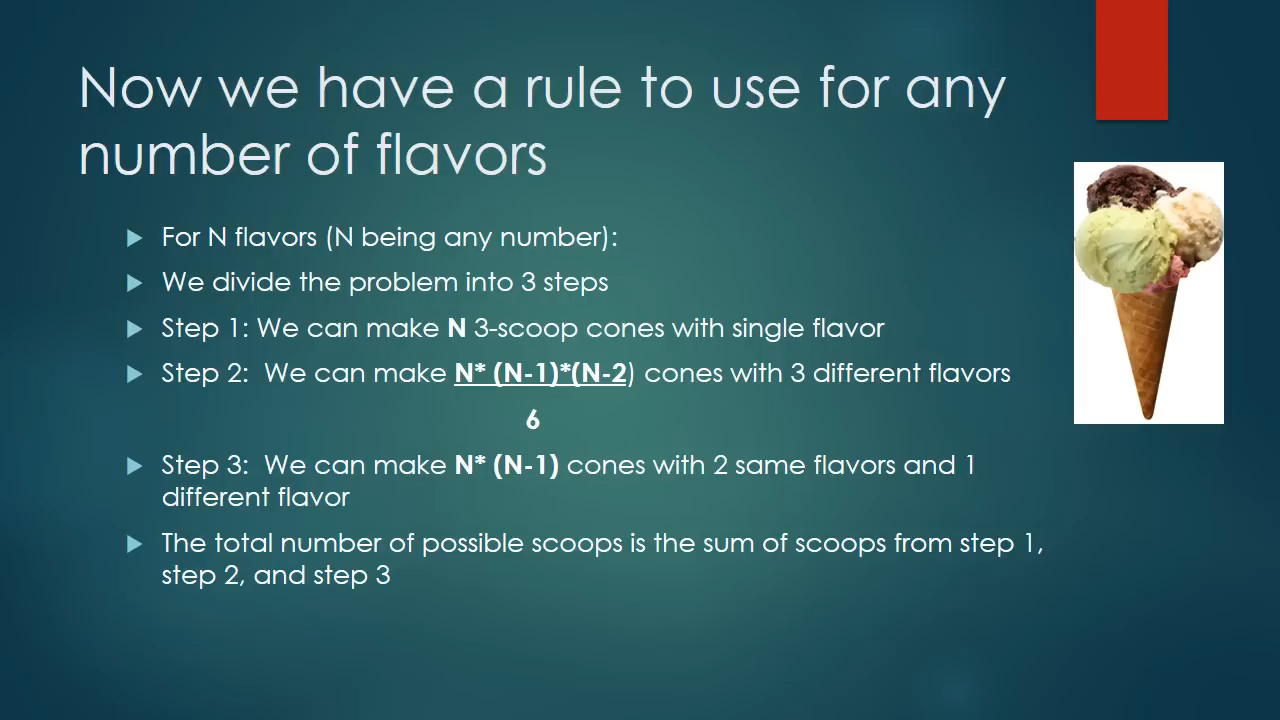 Now we have a rule to use for any
number of flavors
For N flavors (N being any number):
We divide the problem into 3 steps
Step 1: We can make N 3-scoop cones with single flavor
Step 2:  We can make N* (N-1)*(N-2) cones with 3 different flavors
6
Step 3:  We can make N* (N-1) cones with 2 same flavors and 1
different flavor
The total number of possible scoops is the sum of scoops from step 1,
step 2, and step 3